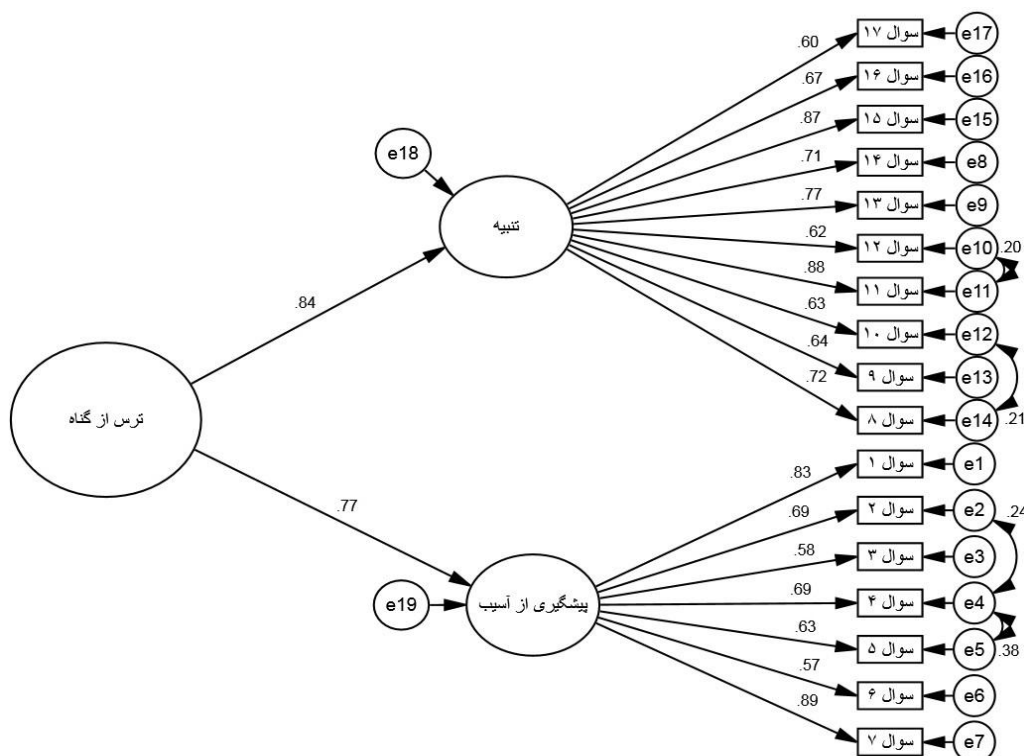 سوال ۱۷
e17
.60
سوال ۱۶
e16
.67
سوال ۱۵
e15
.87
سوال ۱۴
e8
.71
سوال ۱۳
e9
.77
سوال ۱۲
e10
.62
.20
سوال ۱۱
e11
.88
سوال ۱۰
e12
.63
سوال ۹
e13
.64
سوال ۸
e14
.72
.21
e18
تنبیه
.84
ترس از گناه
.77
e19
پیشگیری از آسیب
سوال ۱
e1
.83
سوال ۲
e2
.69
.24
سوال ۳
e3
.58
سوال ۴
e4
.69
سوال ۵
e5
.63
.38
سوال ۶
e6
.57
سوال ۷
e7
.89